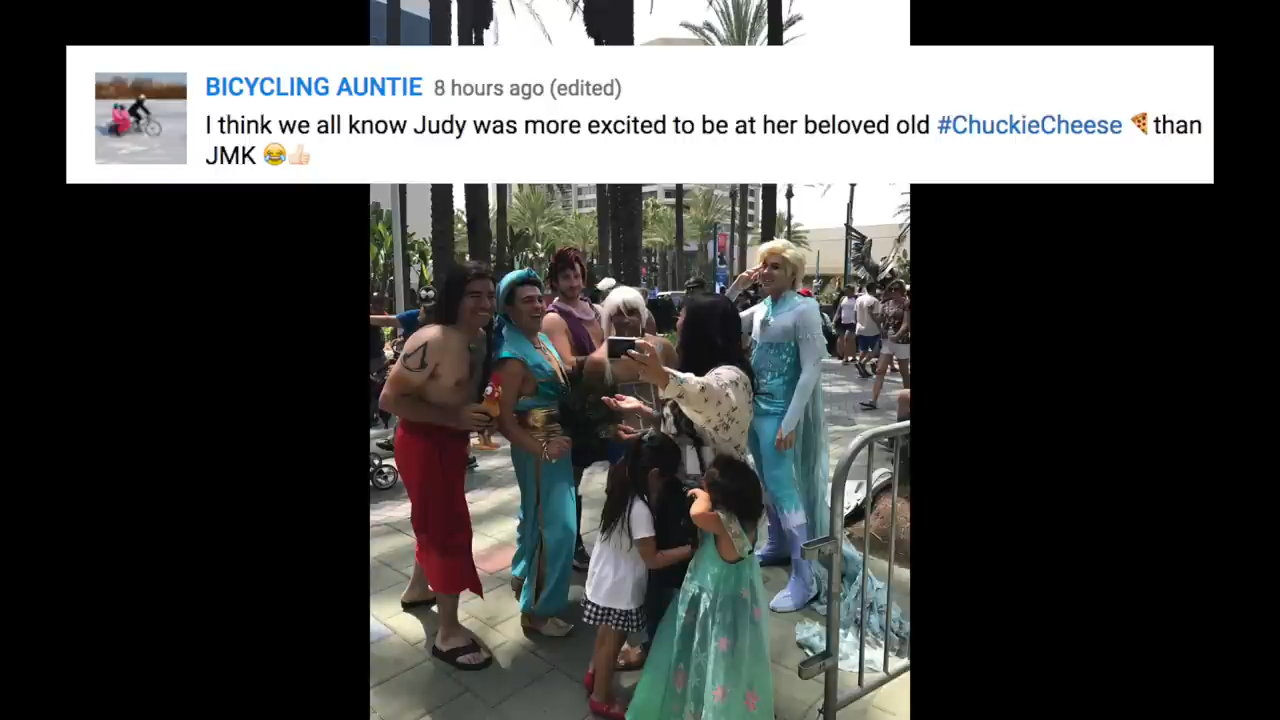 BICYCLING AUNTIE 8 hours ago (edited)
I think we all know Judy was more excited to be at her beloved old #ChuckieCheese 🍕than
JMK 😂👍🏻